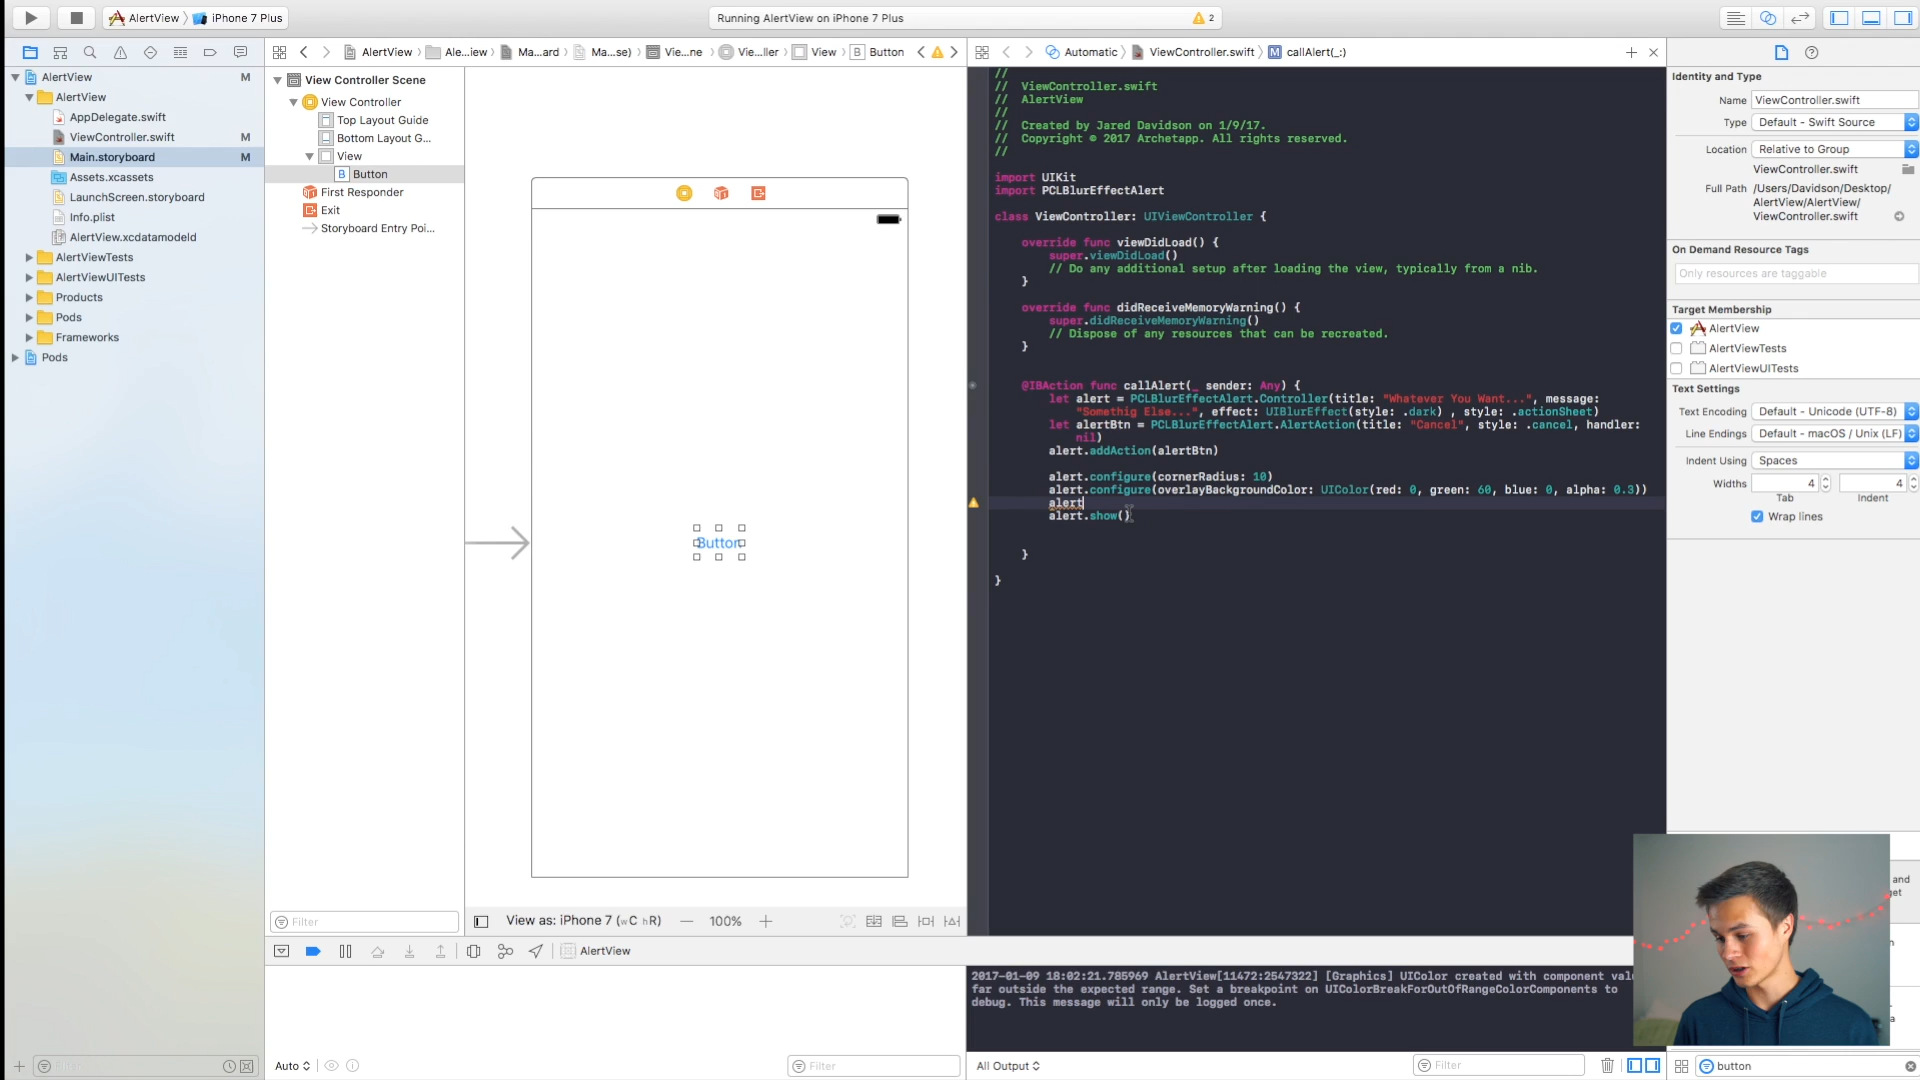 AlertView
iPhone 7 Plus
Running AlertView on iPhone 7 Plus
2
AlertView M
AlertView
AppDelegate.swift
ViewController.swift M
Main.storyboard M
Assets.xcassets
LaunchScreen.storyboard
Info.plist
AlertView.xcdatamodeld
AlertViewTests
AlertViewUITests
Products
Pods
Frameworks
Pods
AlertView
Ale...iew
Ma...ard
Ma...se)
Vie...ne
Vie...ller
View
B Button
View Controller Scene
View Controller
Top Layout Guide
Bottom Layout G...
View
B Button
First Responder
Exit
Storyboard Entry Poi...
Button
Filter
View as: iPhone 7 (wC hR)
100%
AlertView
Auto
Filter
Automatic
ViewController.swift
M callAlert(_:)
//
// ViewController.swift
// AlertView
//
// Created by Jared Davidson on 1/9/17.
// Copyright © 2017 Archetapp. All rights reserved.
//
import UIKit
import PCLBlurEffectAlert
class ViewController: UIViewController {
override func viewDidLoad() {
super.viewDidLoad()
// Do any additional setup after loading the view, typically from a nib.
}
override func didReceiveMemoryWarning() {
super.didReceiveMemoryWarning()
// Dispose of any resources that can be recreated.
}
@IBAction func callAlert(_ sender: Any) {
let alert = PCLBlurEffectAlert.Controller(title: "Whatever You Want...", message:
"Somethig Else...", effect: UIBlurEffect(style: .dark) , style: .actionSheet)
let alertBtn = PCLBlurEffectAlert.AlertAction(title: "Cancel", style: .cancel, handler:
nil)
alert.addAction(alertBtn)
alert.configure(cornerRadius: 10)
alert.configure(overlayBackgroundColor: UIColor(red: 0, green: 60, blue: 0, alpha: 0.3))
alert
alert.show()
}
}
2017-01-09 18:02:21.785969 AlertView[11472:2547322] [Graphics] UIColor created with component valu
far outside the expected range. Set a breakpoint on UIColorBreakForOutOfRangeColorComponents to
debug. This message will only be logged once.
All Output
Filter
Identity and Type
Name ViewController.swift
Type Default - Swift Source
Location Relative to Group
ViewController.swift
Full Path /Users/Davidson/Desktop/
AlertView/AlertView/
ViewController.swift
On Demand Resource Tags
Only resources are taggable
Target Membership
AlertView
AlertViewTests
AlertViewUITests
Text Settings
Text Encoding Default - Unicode (UTF-8)
Line Endings Default - macOS / Unix (LF)
Indent Using Spaces
Widths 4 4
Tab Indent
Wrap lines
and
button